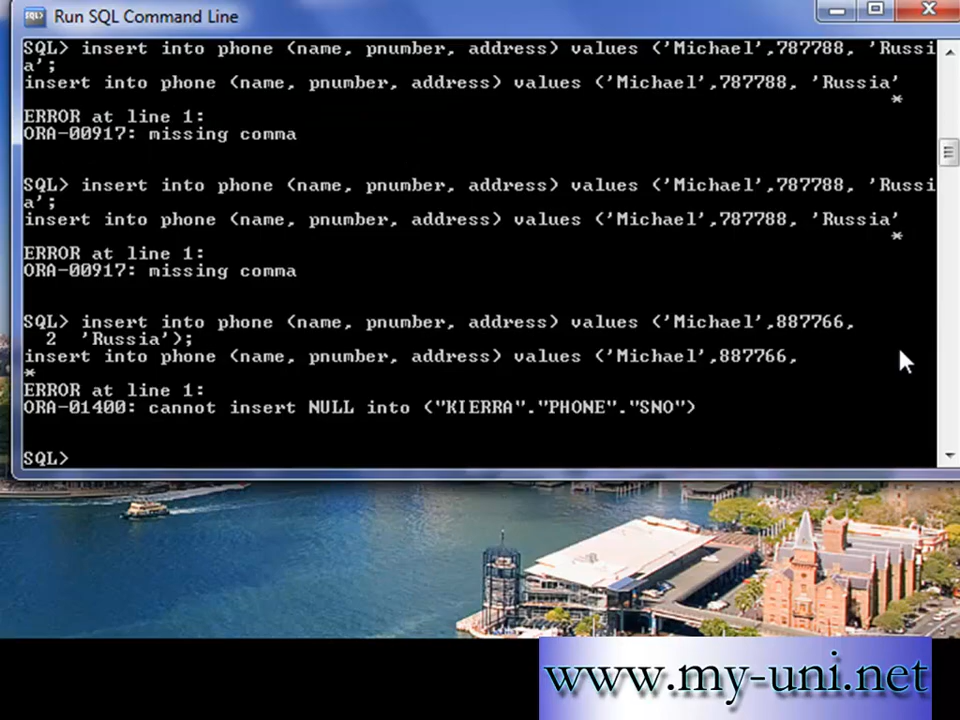 Run SQL Command Line
SQL> insert into phone (name, pnumber, address) values ('Michael',787788, 'Russi
a';
insert into phone (name, pnumber, address) values ('Michael',787788, 'Russia'
*
ERROR at line 1:
ORA-00917: missing comma
SQL> insert into phone (name, pnumber, address) values ('Michael',787788, 'Russi
a';
insert into phone (name, pnumber, address) values ('Michael',787788, 'Russia'
*
ERROR at line 1:
ORA-00917: missing comma
SQL> insert into phone (name, pnumber, address) values ('Michael',887766,
2 'Russia');
insert into phone (name, pnumber, address) values ('Michael',887766,
*
ERROR at line 1:
ORA-01400: cannot insert NULL into ("KIERRA"."PHONE"."SNO")
SQL>
www.my-uni.net